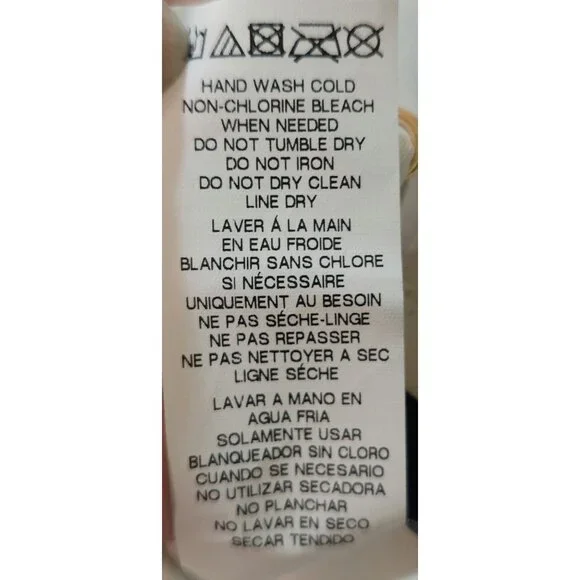 HAND WASH COLD
NON-CHLORINE BLEACH
WHEN NEEDED
DO NOT TUMBLE DRY
DO NOT IRON
DO NOT DRY CLEAN
LINE DRY
LAVER Á LA MAIN
EN EAU FROIDE
BLANCHIR SANS CHLORE
SI NÉCESSAIRE
UNIQUEMENT AU BESOIN
NE PAS SÉCHE-LINGE
NE PAS REPASSER
NE PAS NETTOYER A SEC
LIGNE SÉCHE
LAVAR A MANO EN
AGUA FRIA
SOLAMENTE USAR
BLANQUEADOR SIN CLORO
CUANDO SE NECESARIO
NO UTILIZAR SECADORA
NO PLANCHAR
NO LAVAR EN SECO
SECAR TENDIDO